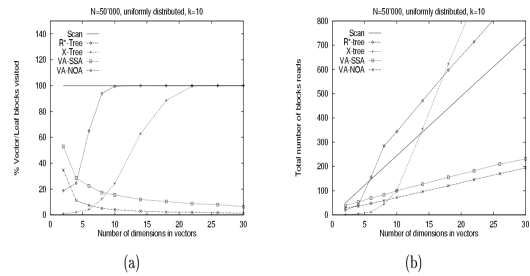 N=50'000, uniformly distributed, k=10
% Vector/Leaf blocks visited
140
120
100
80
60
40
20
0
Scan
R*-Tree
X-Tree
VA-SSA
VA-NOA
0 5 10 15 20 25 30
Number of dimensions in vectors
(a)
N=50'000, uniformly distributed, k=10
Total number of blocks reads
800
700
600
500
400
300
200
100
0
Scan
R*-tree
X-tree
VA-SSA
VA-NOA
0 5 10 15 20 25 30
Number of dimensions in vectors
(b)